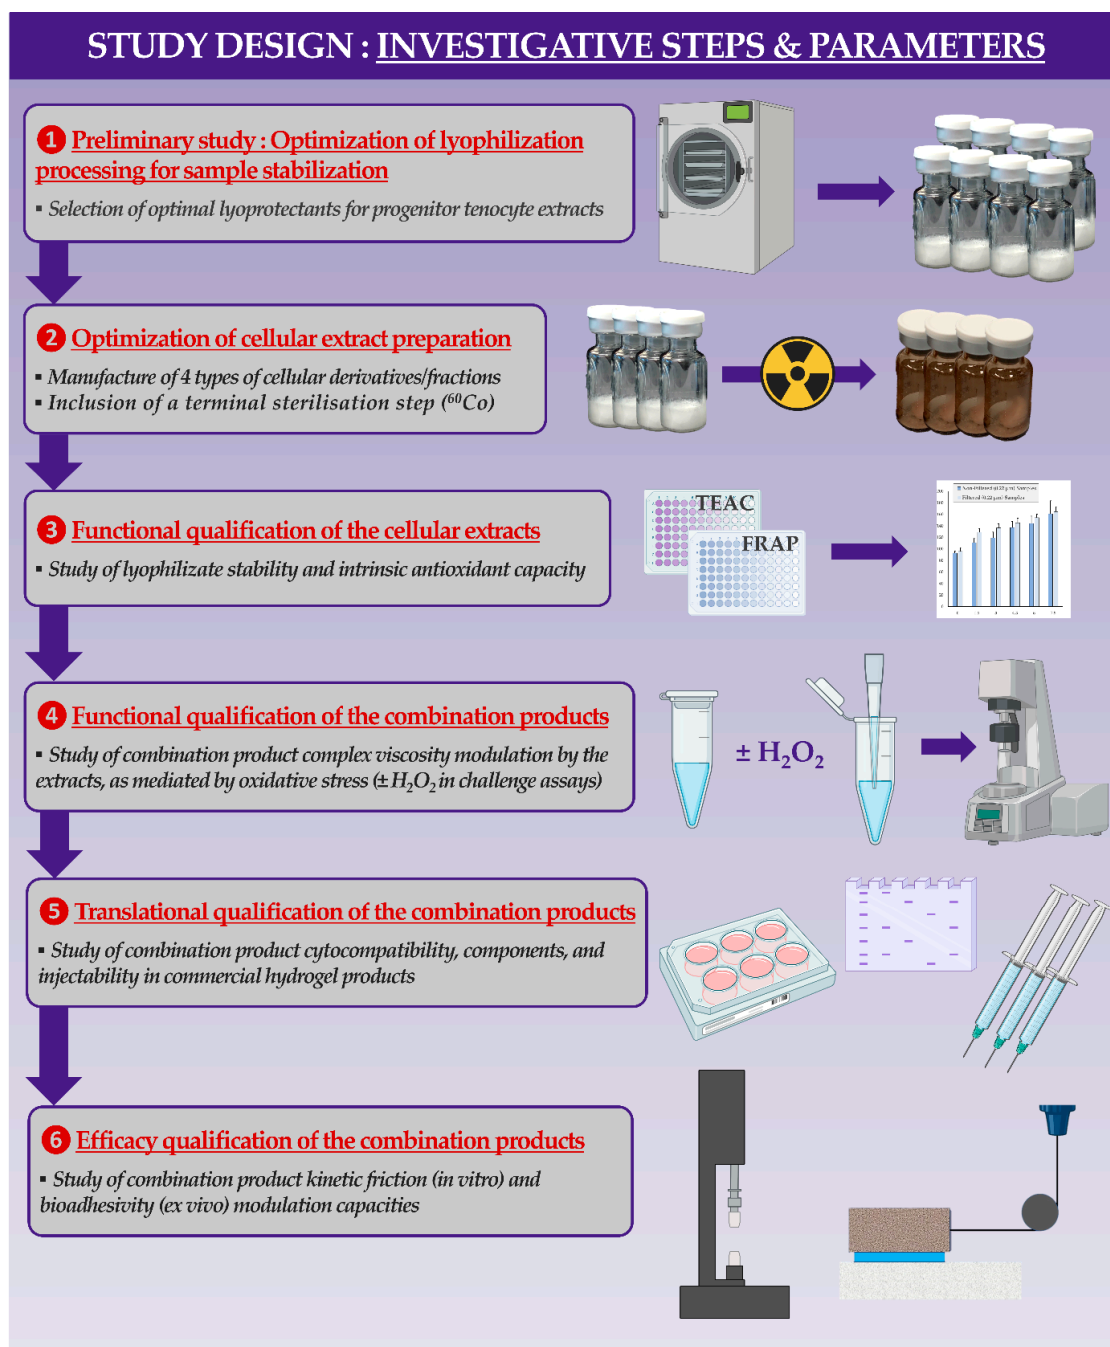 STUDY DESIGN : INVESTIGATIVE STEPS & PARAMETERS
❶ Preliminary study : Optimization of lyophilization
processing for sample stabilization
▪ Selection of optimal lyoprotectants for progenitor tenocyte extracts
❷ Optimization of cellular extract preparation
▪ Manufacture of 4 types of cellular derivatives/fractions
▪ Inclusion of a terminal sterilisation step (⁶⁰Co)
❸ Functional qualification of the cellular extracts
▪ Study of lyophilizate stability and intrinsic antioxidant capacity
TEAC
FRAP
❹ Functional qualification of the combination products
▪ Study of combination product complex viscosity modulation by the
extracts, as mediated by oxidative stress (± H₂O₂ in challenge assays)
± H₂O₂
❺ Translational qualification of the combination products
▪ Study of combination product cytocompatibility, components, and
injectability in commercial hydrogel products
❻ Efficacy qualification of the combination products
▪ Study of combination product kinetic friction (in vitro) and
bioadhesivity (ex vivo) modulation capacities